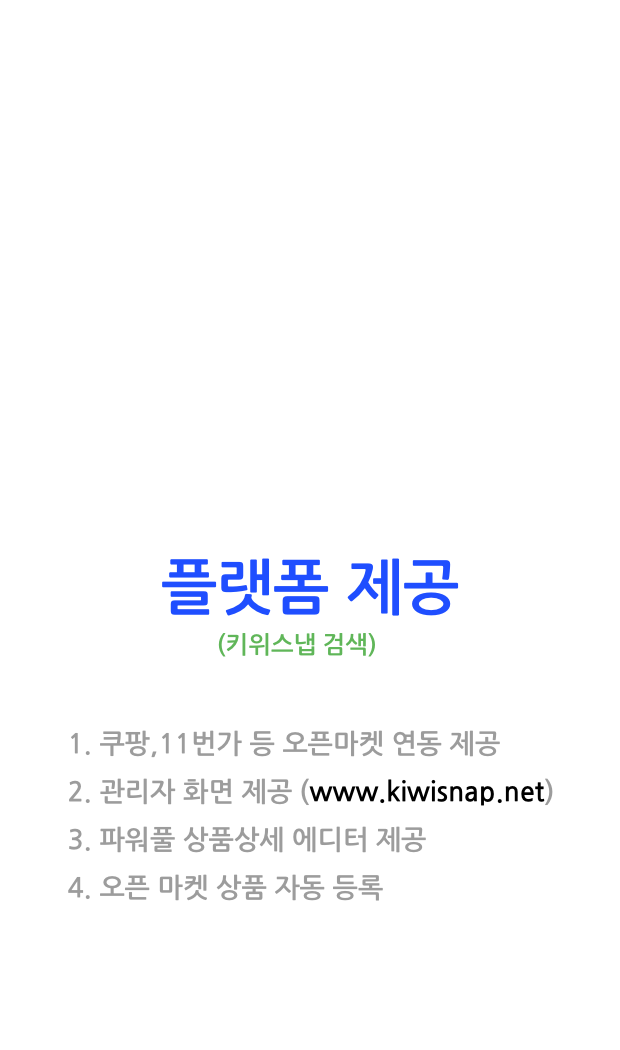 플랫폼 제공
(키위스냅 검색)
1. 쿠팡,11번가 등 오픈마켓 연동 제공
2. 관리자 화면 제공 (www.kiwisnap.net)
3. 파워풀 상품상세 에디터 제공
4. 오픈 마켓 상품 자동 등록